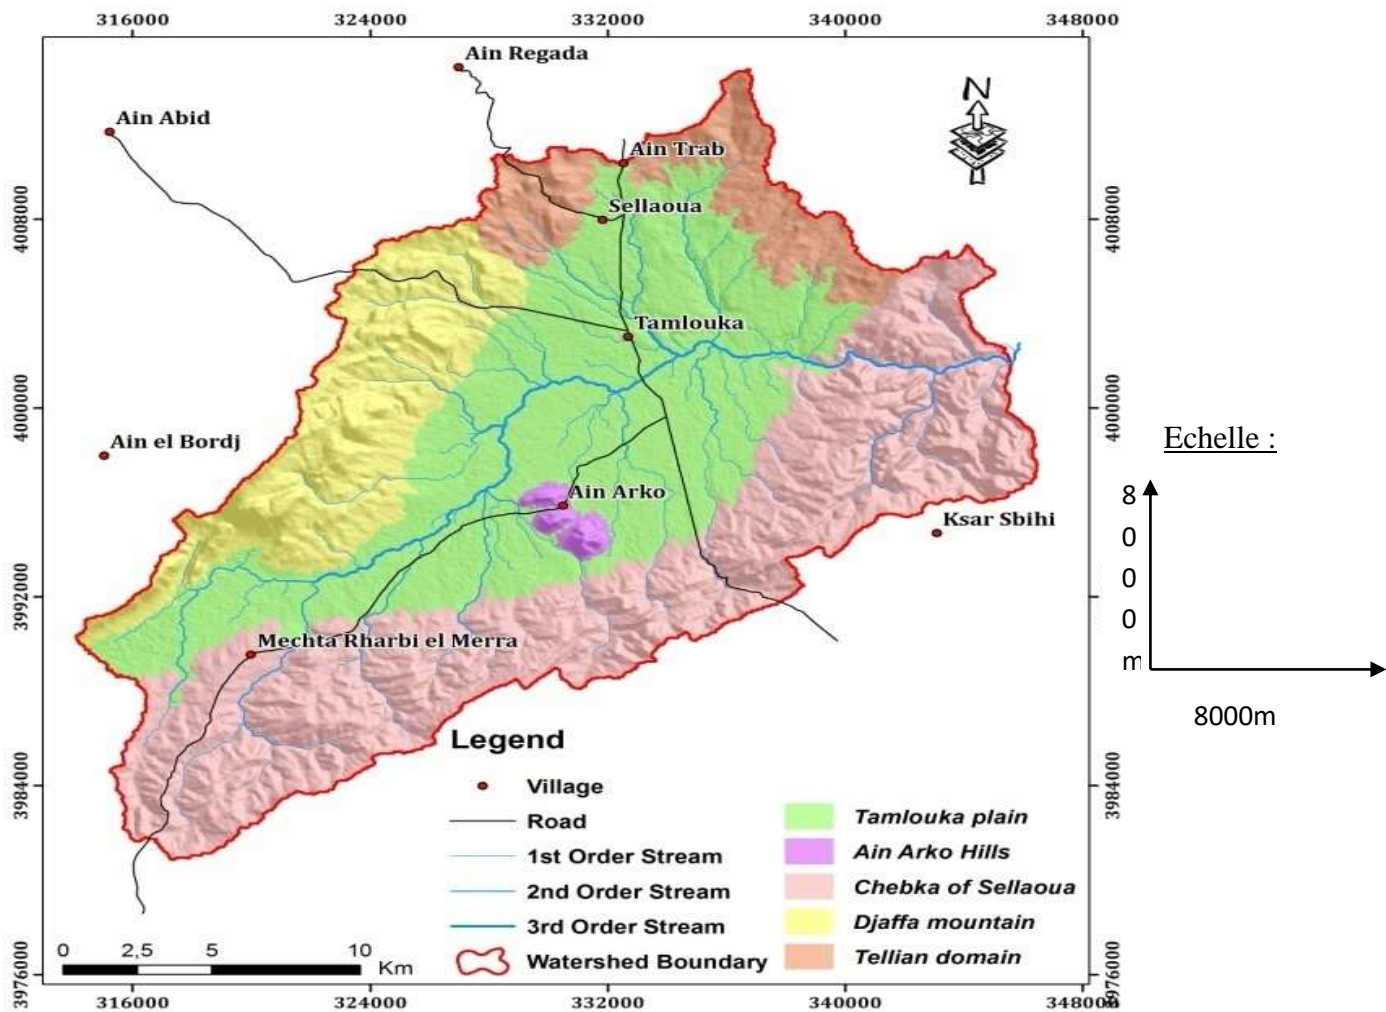 316000 324000 332000 340000 348000
Ain Regada
N
Ain Abid
Ain Trab
Sellaoua
4008000 4008000
Tamlouka
4000000 4000000
Ain el Bordj
Echelle :
Ain Arko
8
0
0
0
m
Ksar Sbihi
3992000 3992000
Mechta Rharbi el Merra
8000m
Legend
Village
Road
1st Order Stream
2nd Order Stream
3rd Order Stream
Watershed Boundary
Tamlouka plain
Ain Arko Hills
Chebka of Sellaoua
Djaffa mountain
Tellian domain
3984000 3984000
0 2,5 5 10
Km
3976000 3976000
316000 324000 332000 340000 348000